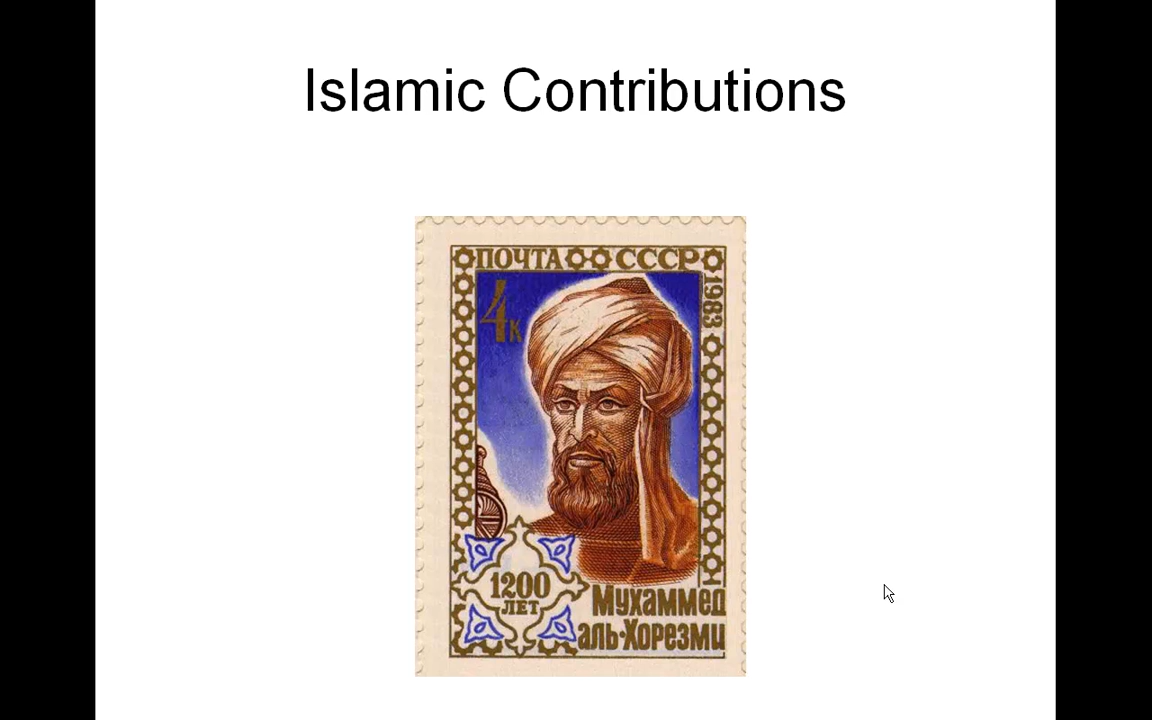 Islamic Contributions
ПОЧТА СССР
1983
4к
1200
ЛЕТ
Мухаммед
аль·Хорезми